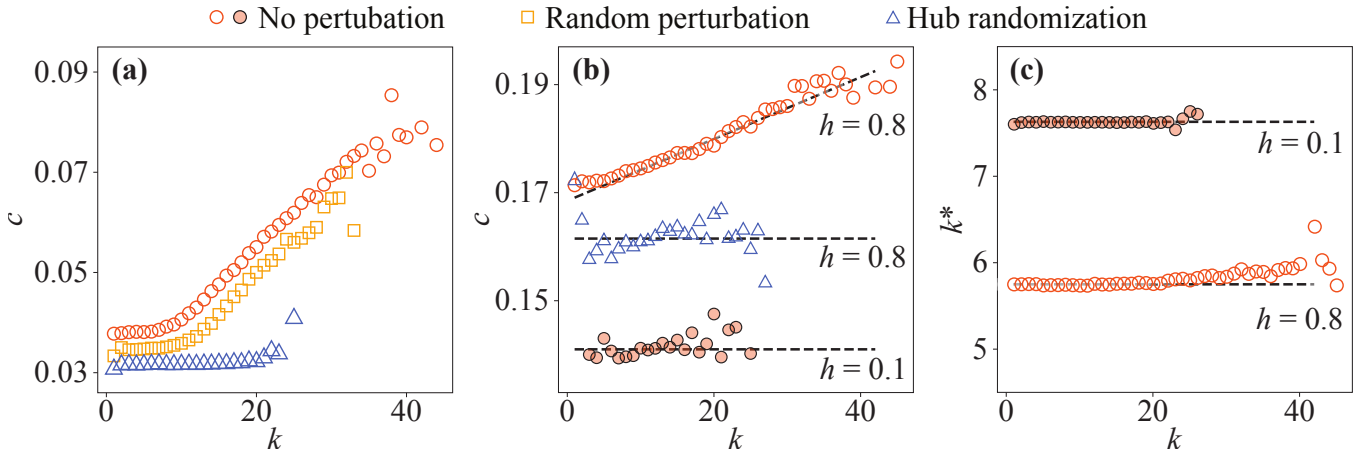 No pertubation Random perturbation Hub randomization
(a)
0.09
0.07
0.05
0.03
c
0 20 40
k
(b)
0.19
0.17
0.15
c
h = 0.8
h = 0.8
h = 0.1
0 20 40
k
(c)
8
7
6
5
k*
h = 0.1
h = 0.8
0 20 40
k